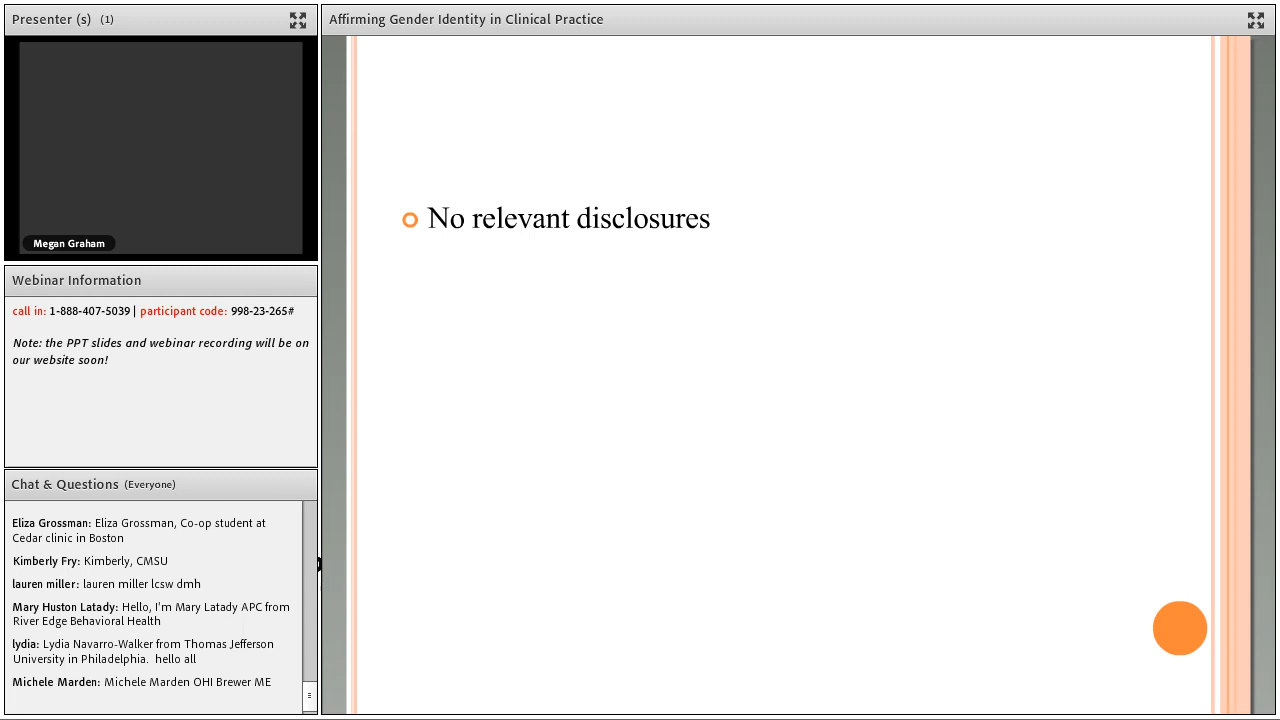 Presenter (s) (1)
Megan Graham
Webinar Information
call in: 1-888-407-5039 | participant code: 998-23-265#
Note: the PPT slides and webinar recording will be on
our website soon!
Chat & Questions (Everyone)
Eliza Grossman: Eliza Grossman, Co-op student at
Cedar clinic in Boston
Kimberly Fry: Kimberly, CMSU
lauren miller: lauren miller lcsw dmh
Mary Huston Latady: Hello, I'm Mary Latady APC from
River Edge Behavioral Health
lydia: Lydia Navarro-Walker from Thomas Jefferson
University in Philadelphia.  hello all
Michele Marden: Michele Marden OHI Brewer ME
Affirming Gender Identity in Clinical Practice
No relevant disclosures